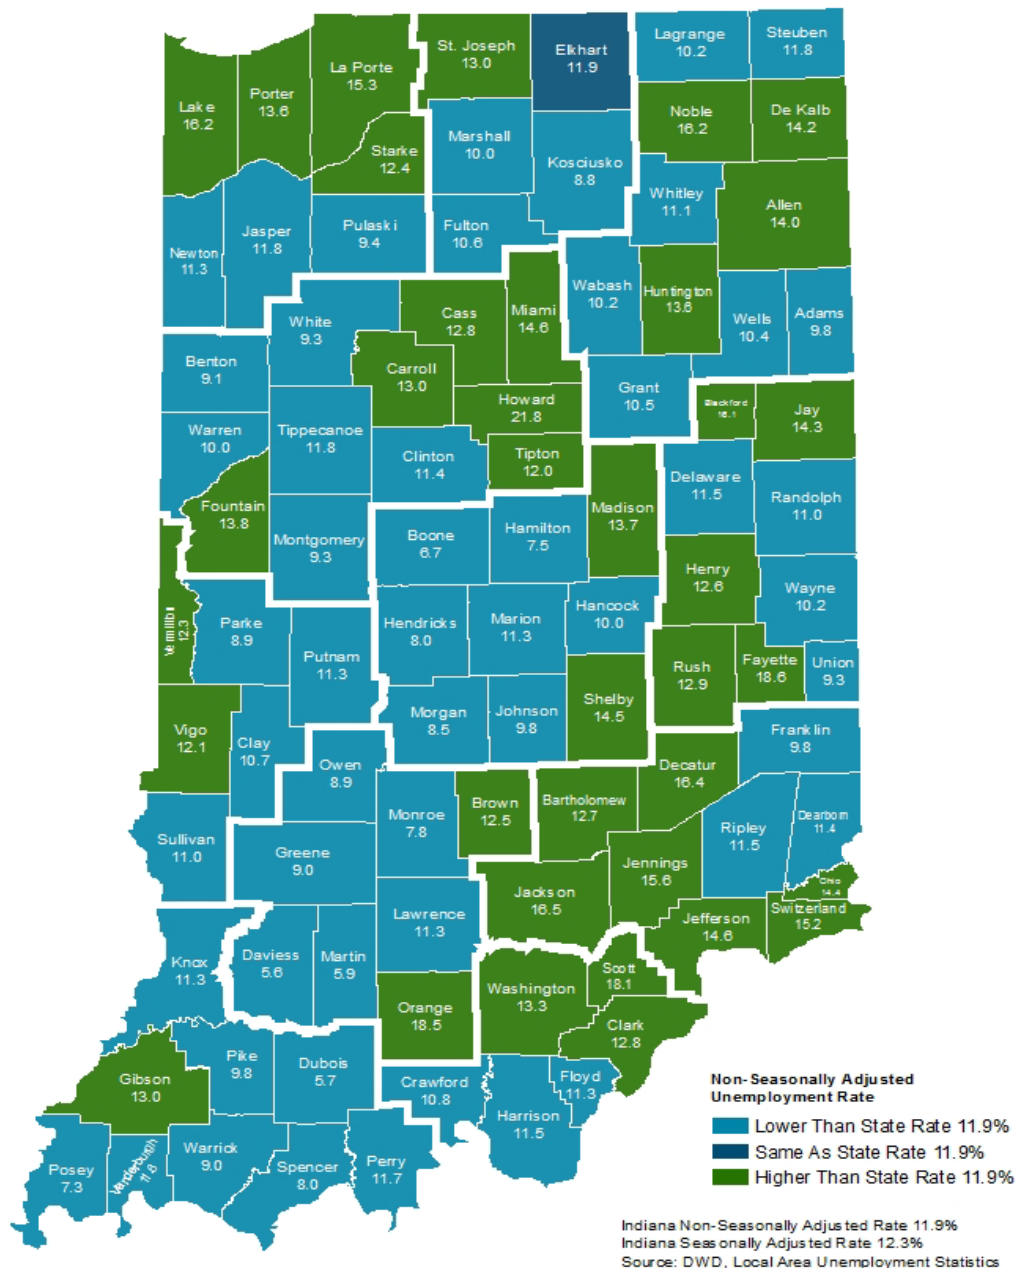 St. Joseph
13.0
Elkhart
11.9
Lagrange
10.2
Steuben
11.8
La Porte
15.3
Lake
16.2
Porter
13.6
Starke
12.4
Marshall
10.0
Kosciusko
8.8
Noble
16.2
De Kalb
14.2
Whitley
11.1
Allen
14.0
Newton
11.3
Jasper
11.8
Pulaski
9.4
Fulton
10.6
Wabash
10.2
Huntington
13.6
Wells
10.4
Adams
9.8
White
9.3
Cass
12.8
Miami
14.6
Benton
9.1
Carroll
13.0
Howard
21.8
Grant
10.5
Blackford
16.1
Jay
14.3
Warren
10.0
Tippecanoe
11.8
Clinton
11.4
Tipton
12.0
Fountain
13.8
Montgomery
9.3
Boone
6.7
Hamilton
7.5
Madison
13.7
Delaware
11.5
Randolph
11.0
Henry
12.6
Wayne
10.2
Vermillion
12.3
Parke
8.9
Putnam
11.3
Hendricks
8.0
Marion
11.3
Hancock
10.0
Rush
12.9
Fayette
18.6
Union
9.3
Vigo
12.1
Clay
10.7
Morgan
8.5
Johnson
9.8
Shelby
14.5
Franklin
9.8
Owen
8.9
Decatur
16.4
Sullivan
11.0
Greene
9.0
Monroe
7.8
Brown
12.5
Bartholomew
12.7
Ripley
11.5
Dearborn
11.4
Jennings
15.6
Ohio
14.4
Jackson
16.5
Lawrence
11.3
Jefferson
14.6
Switzerland
15.2
Knox
11.3
Daviess
5.6
Martin
5.9
Orange
18.5
Washington
13.3
Scott
18.1
Clark
12.8
Gibson
13.0
Pike
9.8
Dubois
5.7
Crawford
10.8
Floyd
11.3
Harrison
11.5
Posey
7.3
Vanderburgh
11.8
Warrick
9.0
Spencer
8.0
Perry
11.7
Non-Seasonally Adjusted
Unemployment Rate
Lower Than State Rate 11.9%
Same As State Rate 11.9%
Higher Than State Rate 11.9%
Indiana Non-Seasonally Adjusted Rate 11.9%
Indiana Seasonally Adjusted Rate 12.3%
Source: DWD, Local Area Unemployment Statistics